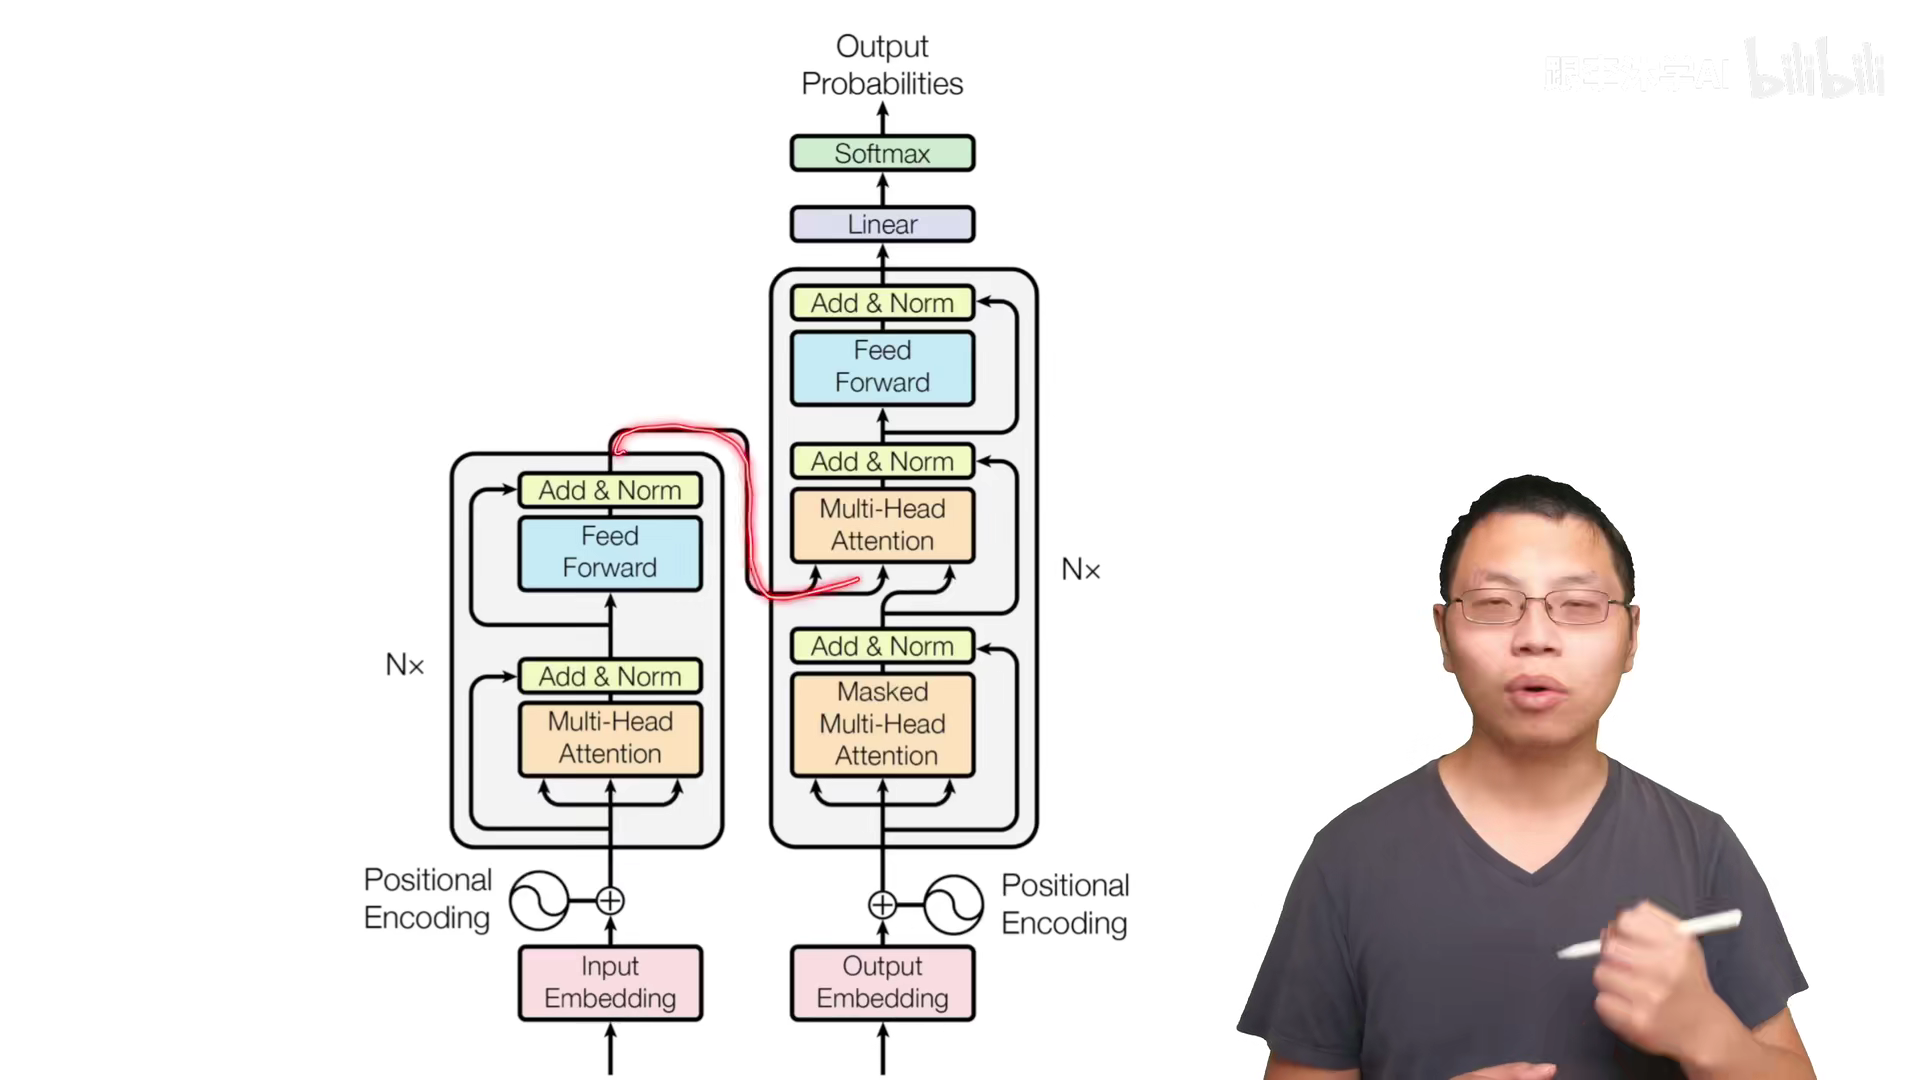 Output
Probabilities
Softmax
Linear
Add & Norm
Feed
Forward
Add & Norm
Multi-Head
Attention
Add & Norm
Masked
Multi-Head
Attention
Nx
Positional
Encoding
Output
Embedding
Add & Norm
Feed
Forward
Add & Norm
Multi-Head
Attention
Nx
Positional
Encoding
Input
Embedding
跟李沐学AI bilibili